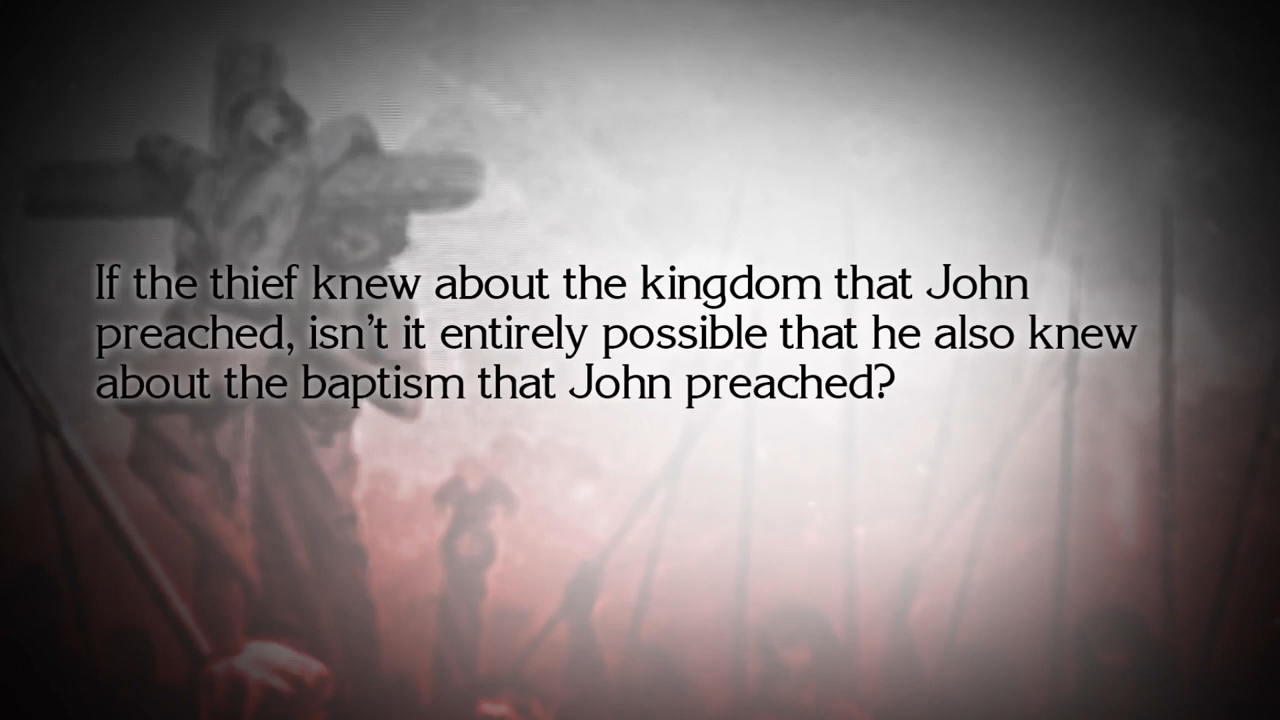 If the thief knew about the kingdom that John
preached, isn't it entirely possible that he also knew
about the baptism that John preached?